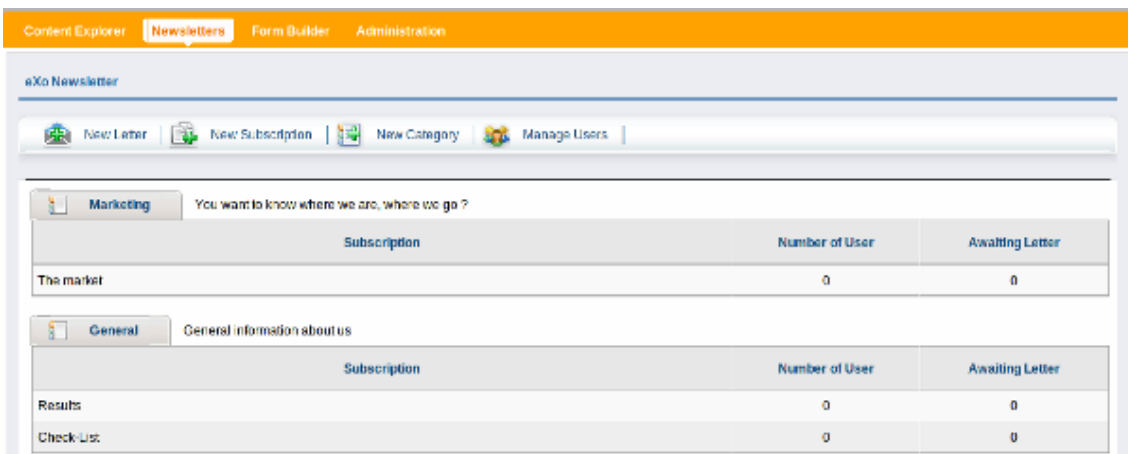 Content Explorer Newsletters Form Builder Administration
eXo Newsletter
New Letter New Subscription New Category Manage Users
Marketing You want to know where we are, where we go ?
Subscription Number of User Awaiting Letter
The market 0 0
General General information about us
Subscription Number of User Awaiting Letter
Results 0 0
Check-List 0 0